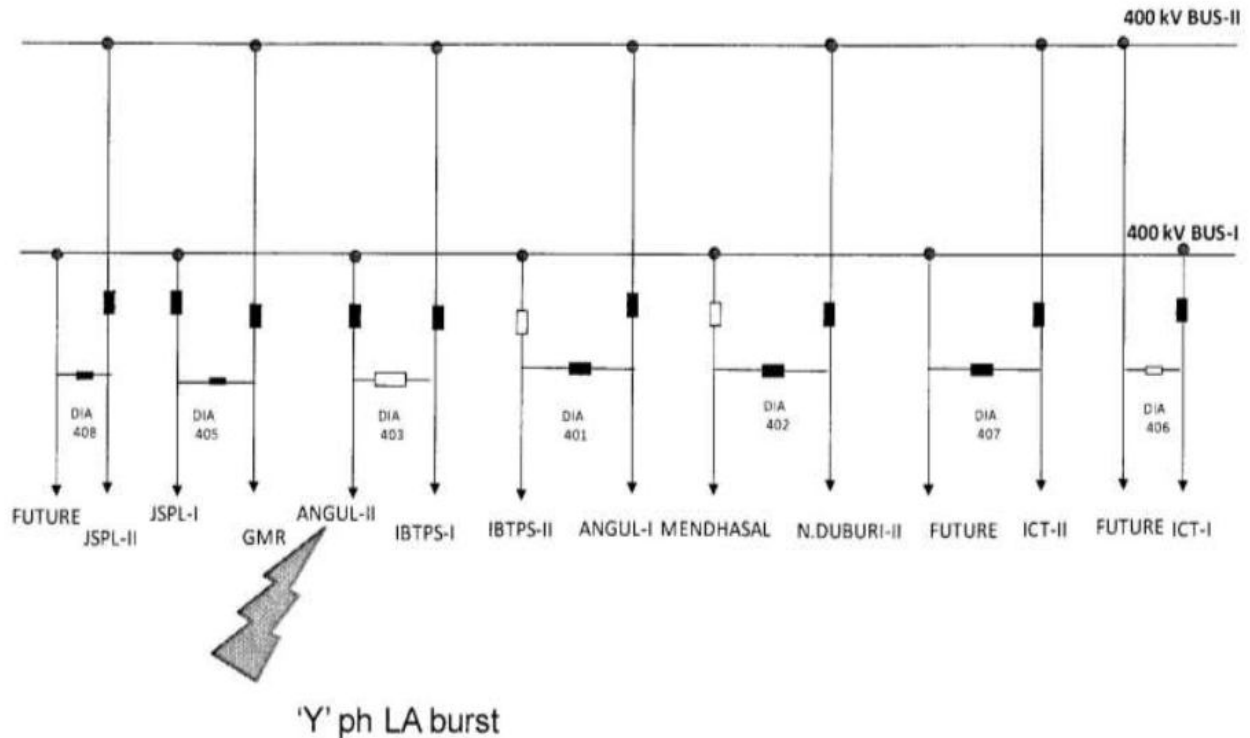 400 kV BUS-II
400 kV BUS-I
DIA
408
DIA
405
DIA
403
DIA
401
DIA
402
DIA
407
DIA
406
FUTURE
JSPL-II
JSPL-I
GMR
ANGUL-II
IBTPS-I
IBTPS-II
ANGUL-I
MENDHASAL
N.DUBURI-II
FUTURE
ICT-II
FUTURE
ICT-I
'Y' ph LA burst